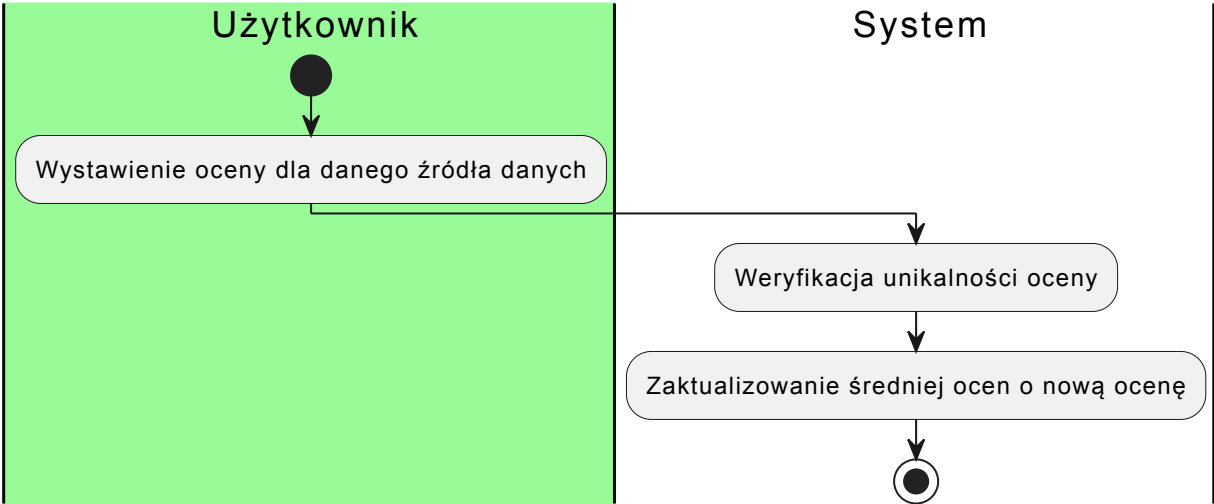 Użytkownik
System
Wystawienie oceny dla danego źródła danych
Weryfikacja unikalności oceny
Zaktualizowanie średniej ocen o nową ocenę